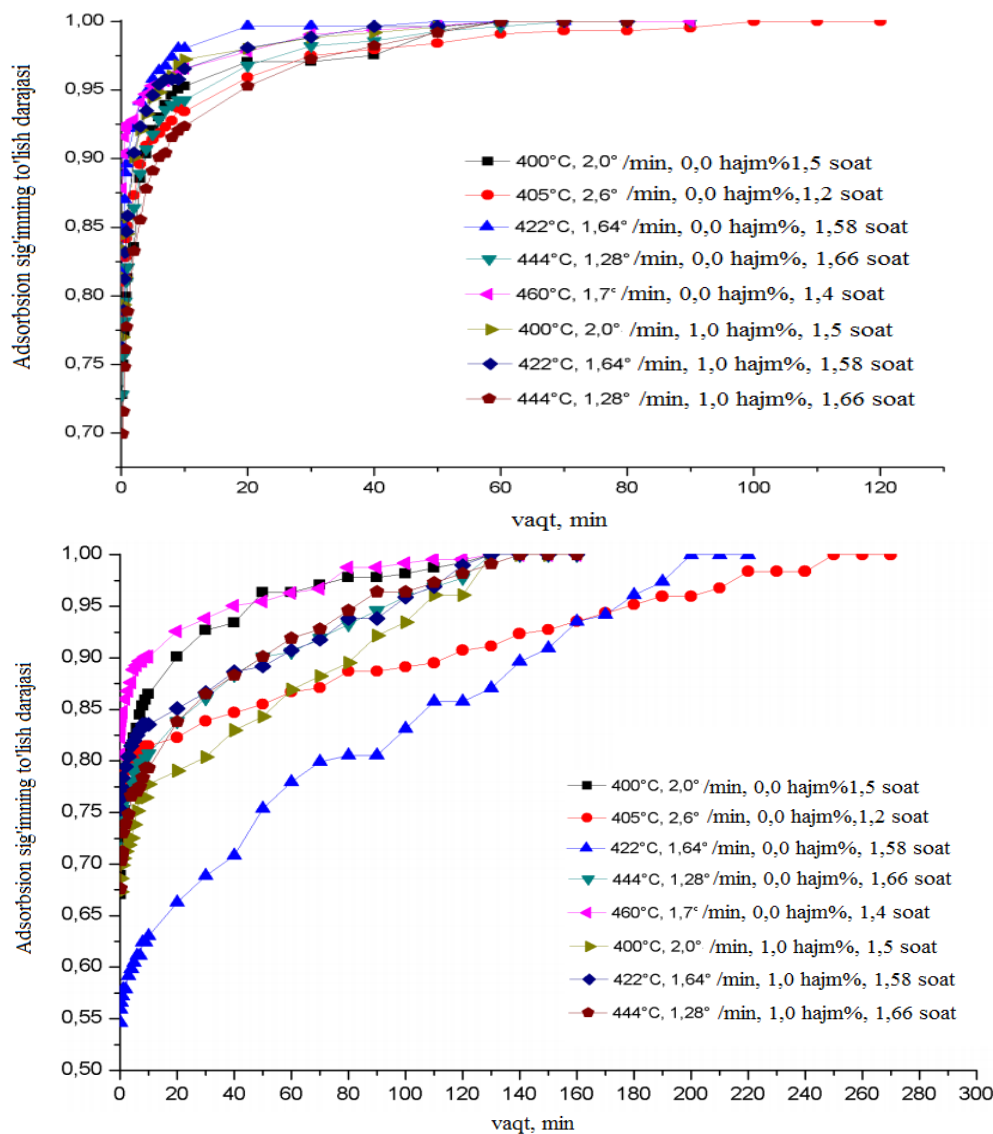 Adsorbsion sig'imning to'lish darajasi
1,00
0,95
0,90
0,85
0,80
0,75
0,70
400°C, 2,0° /min, 0,0 hajm%1,5 soat
405°C, 2,6° /min, 0,0 hajm%,1,2 soat
422°C, 1,64° /min, 0,0 hajm%, 1,58 soat
444°C, 1,28° /min, 0,0 hajm%, 1,66 soat
460°C, 1,7° /min, 0,0 hajm%, 1,4 soat
400°C, 2,0° /min, 1,0 hajm%, 1,5 soat
422°C, 1,64° /min, 1,0 hajm%, 1,58 soat
444°C, 1,28° /min, 1,0 hajm%, 1,66 soat
0 20 40 60 80 100 120
vaqt, min
Adsorbsion sig'imning to'lish darajasi
1,00
0,95
0,90
0,85
0,80
0,75
0,70
0,65
0,60
0,55
0,50
400°C, 2,0° /min, 0,0 hajm%1,5 soat
405°C, 2,6° /min, 0,0 hajm%,1,2 soat
422°C, 1,64° /min, 0,0 hajm%, 1,58 soat
444°C, 1,28° /min, 0,0 hajm%, 1,66 soat
460°C, 1,7° /min, 0,0 hajm%, 1,4 soat
400°C, 2,0° /min, 1,0 hajm%, 1,5 soat
422°C, 1,64° /min, 1,0 hajm%, 1,58 soat
444°C, 1,28° /min, 1,0 hajm%, 1,66 soat
0 20 40 60 80 100 120 140 160 180 200 220 240 260 280 300
vaqt, min